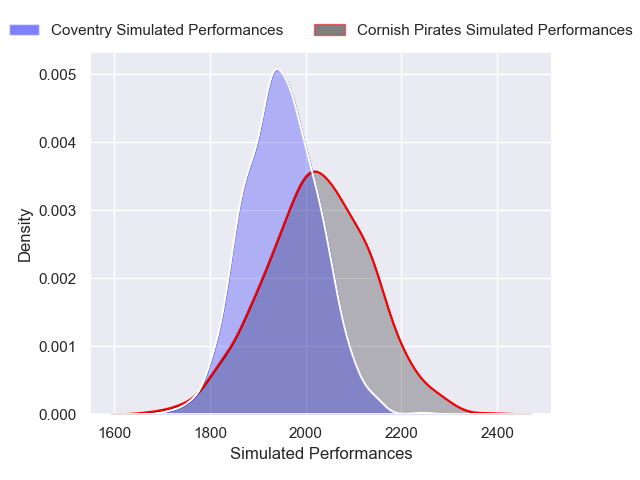 Coventry Simulated Performances
Cornish Pirates Simulated Performances
0.005
0.004
0.003
0.002
0.001
0.000
Density
1600
1800
2000
2200
2400
Simulated Performances